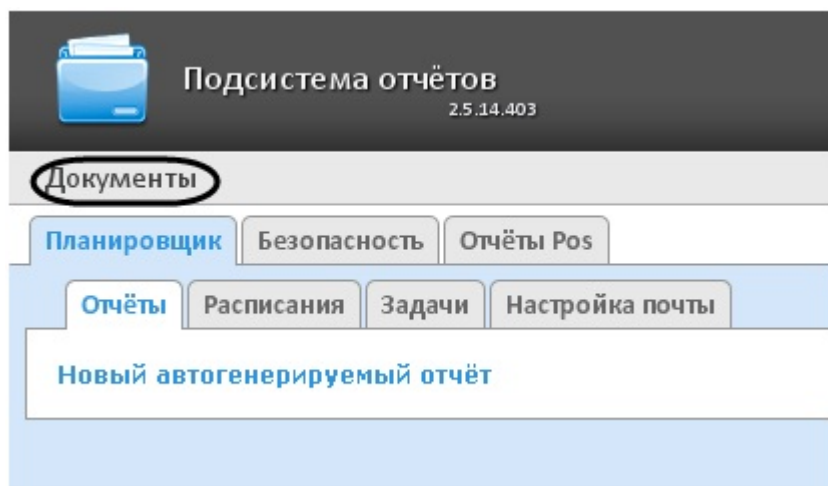 Подсистема отчётов
2.5.14.403
Документы
Планировщик Безопасность Отчёты Pos
Отчёты Расписания Задачи Настройка почты
Новый автогенерируемый отчёт